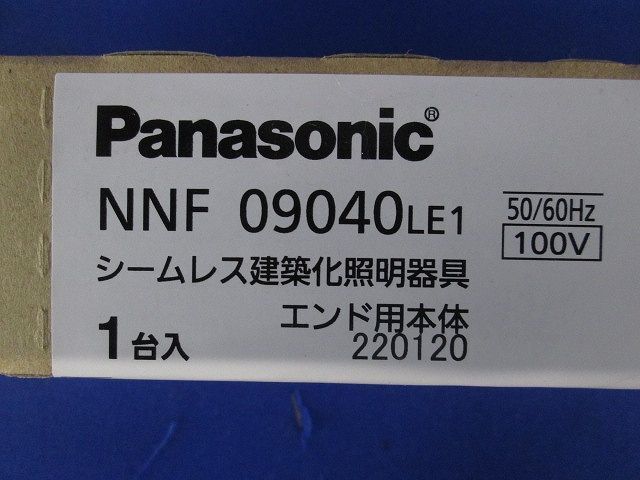 Panasonic®
NNF 09040LE1
50/60Hz
100V
シームレス建築化照明器具
エンド用本体
1台入
220120